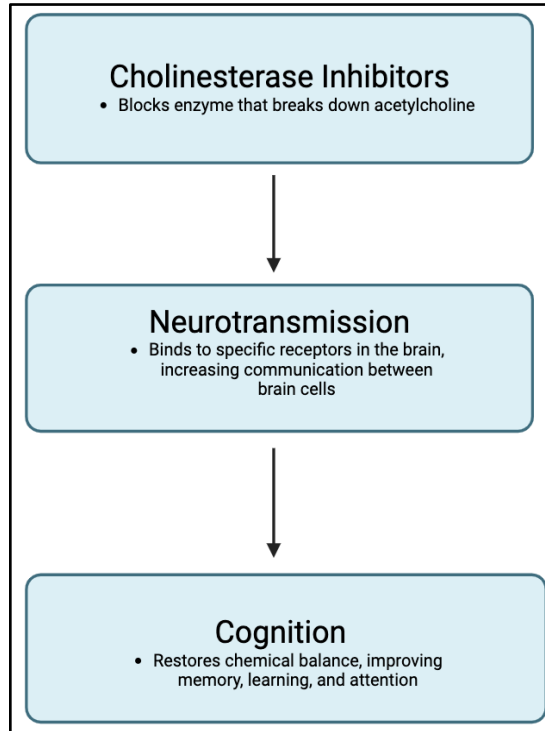 Cholinesterase Inhibitors
• Blocks enzyme that breaks down acetylcholine
Neurotransmission
• Binds to specific receptors in the brain,
increasing communication between
brain cells
Cognition
• Restores chemical balance, improving
memory, learning, and attention